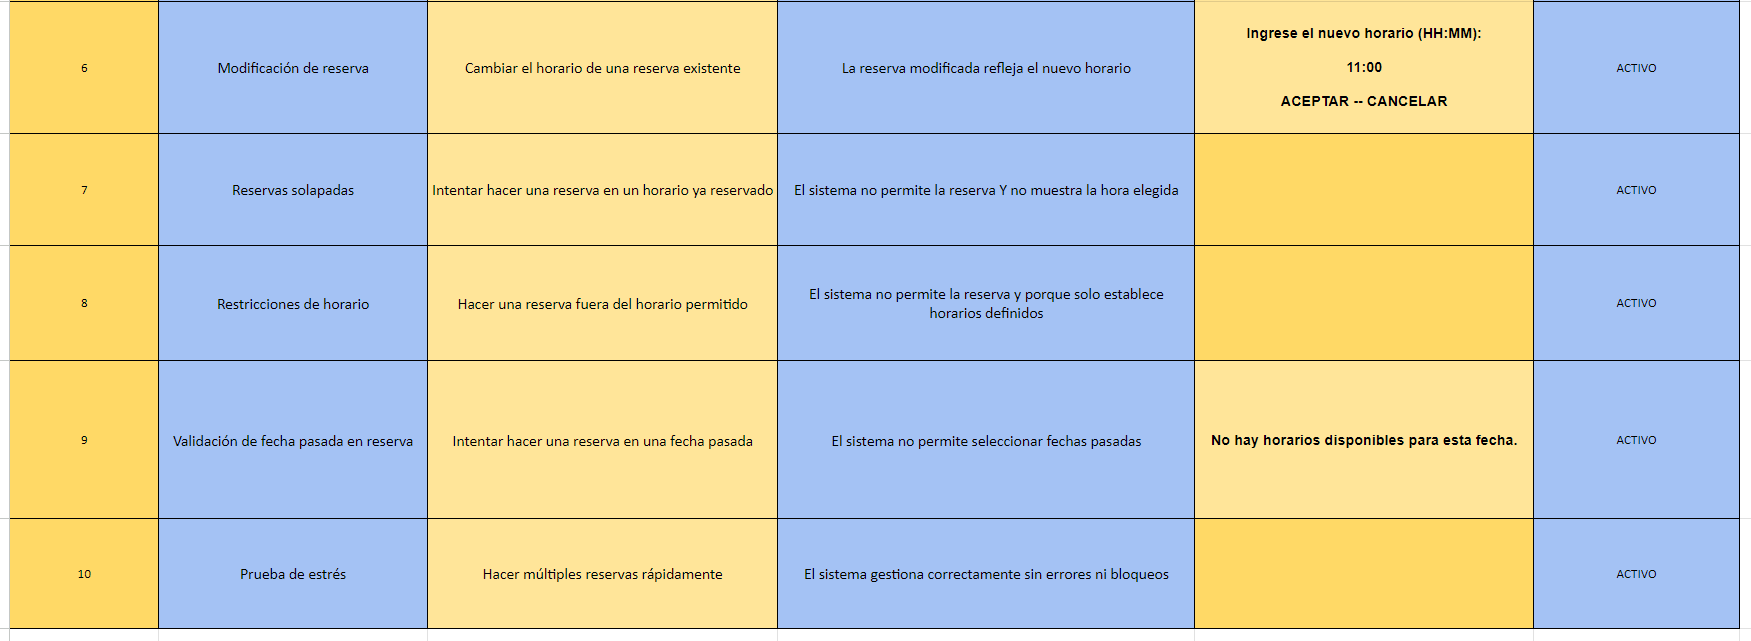 6
Modificación de reserva
Cambiar el horario de una reserva existente
La reserva modificada refleja el nuevo horario
Ingrese el nuevo horario (HH:MM):
11:00
ACEPTAR -- CANCELAR
ACTIVO
7
Reservas solapadas
Intentar hacer una reserva en un horario ya reservado
El sistema no permite la reserva Y no muestra la hora elegida
ACTIVO
8
Restricciones de horario
Hacer una reserva fuera del horario permitido
El sistema no permite la reserva y porque solo establece
horarios definidos
ACTIVO
9
Validación de fecha pasada en reserva
Intentar hacer una reserva en una fecha pasada
El sistema no permite seleccionar fechas pasadas
No hay horarios disponibles para esta fecha.
ACTIVO
10
Prueba de estrés
Hacer múltiples reservas rápidamente
El sistema gestiona correctamente sin errores ni bloqueos
ACTIVO